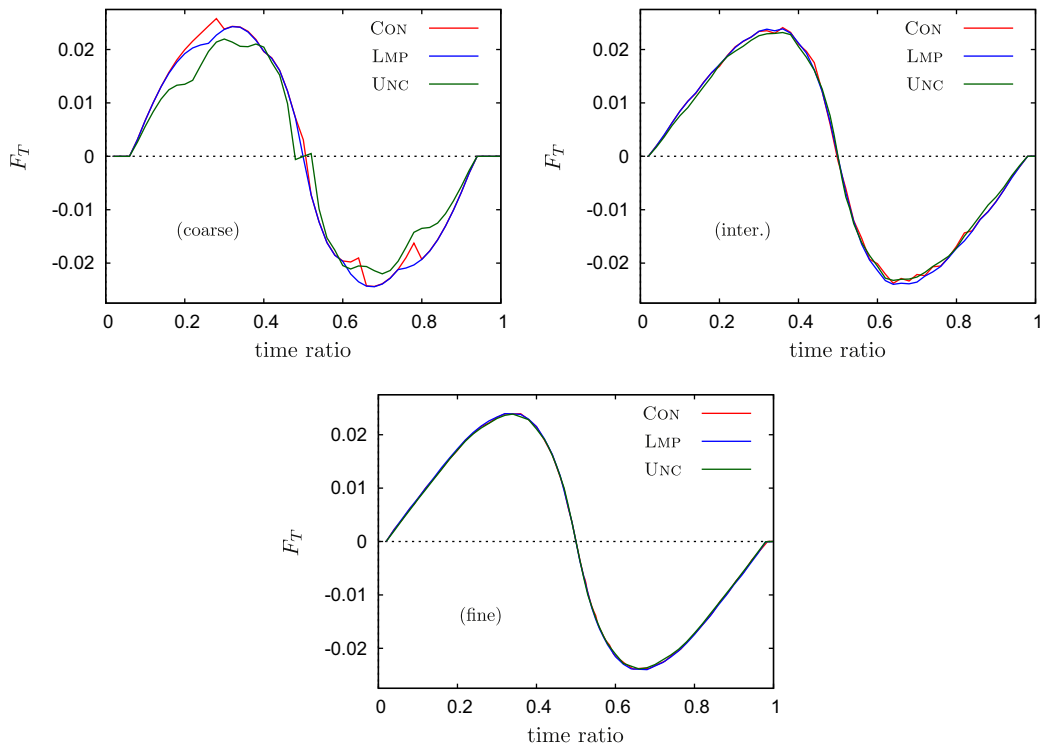 CON
LMP
UNC
0.02
0.01
0
-0.01
-0.02
F_T
(coarse)
0 0.2 0.4 0.6 0.8 1
time ratio
CON
LMP
UNC
0.02
0.01
0
-0.01
-0.02
F_T
(inter.)
0 0.2 0.4 0.6 0.8 1
time ratio
CON
LMP
UNC
0.02
0.01
0
-0.01
-0.02
F_T
(fine)
0 0.2 0.4 0.6 0.8 1
time ratio